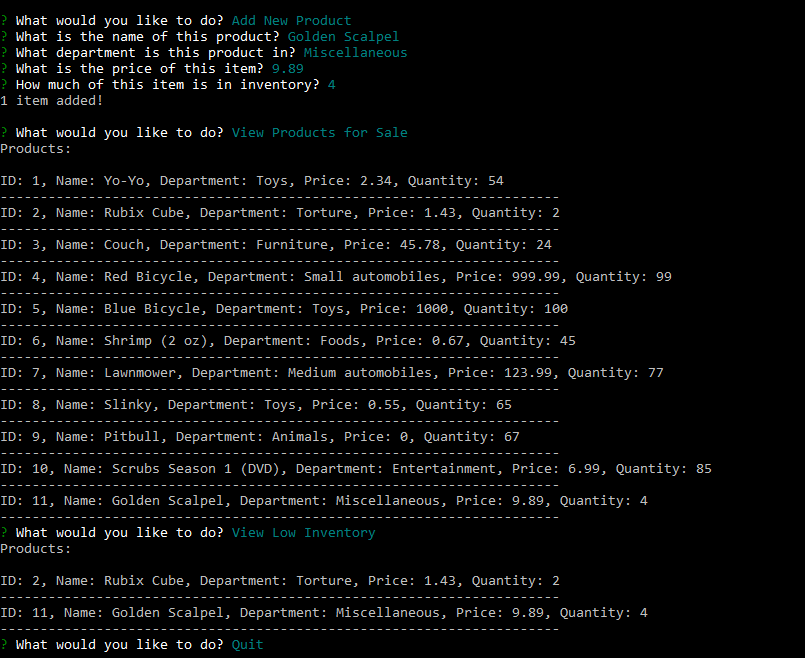 ? What would you like to do? Add New Product
? What is the name of this product? Golden Scalpel
? What department is this product in? Miscellaneous
? What is the price of this item? 9.89
? How much of this item is in inventory? 4
1 item added!
? What would you like to do? View Products for Sale
Products:
ID: 1, Name: Yo-Yo, Department: Toys, Price: 2.34, Quantity: 54
----------------------------------------------------------------------
ID: 2, Name: Rubix Cube, Department: Torture, Price: 1.43, Quantity: 2
----------------------------------------------------------------------
ID: 3, Name: Couch, Department: Furniture, Price: 45.78, Quantity: 24
----------------------------------------------------------------------
ID: 4, Name: Red Bicycle, Department: Small automobiles, Price: 999.99, Quantity: 99
----------------------------------------------------------------------
ID: 5, Name: Blue Bicycle, Department: Toys, Price: 1000, Quantity: 100
----------------------------------------------------------------------
ID: 6, Name: Shrimp (2 oz), Department: Foods, Price: 0.67, Quantity: 45
----------------------------------------------------------------------
ID: 7, Name: Lawnmower, Department: Medium automobiles, Price: 123.99, Quantity: 77
----------------------------------------------------------------------
ID: 8, Name: Slinky, Department: Toys, Price: 0.55, Quantity: 65
----------------------------------------------------------------------
ID: 9, Name: Pitbull, Department: Animals, Price: 0, Quantity: 67
----------------------------------------------------------------------
ID: 10, Name: Scrubs Season 1 (DVD), Department: Entertainment, Price: 6.99, Quantity: 85
----------------------------------------------------------------------
ID: 11, Name: Golden Scalpel, Department: Miscellaneous, Price: 9.89, Quantity: 4
----------------------------------------------------------------------
? What would you like to do? View Low Inventory
Products:
ID: 2, Name: Rubix Cube, Department: Torture, Price: 1.43, Quantity: 2
----------------------------------------------------------------------
ID: 11, Name: Golden Scalpel, Department: Miscellaneous, Price: 9.89, Quantity: 4
----------------------------------------------------------------------
? What would you like to do? Quit